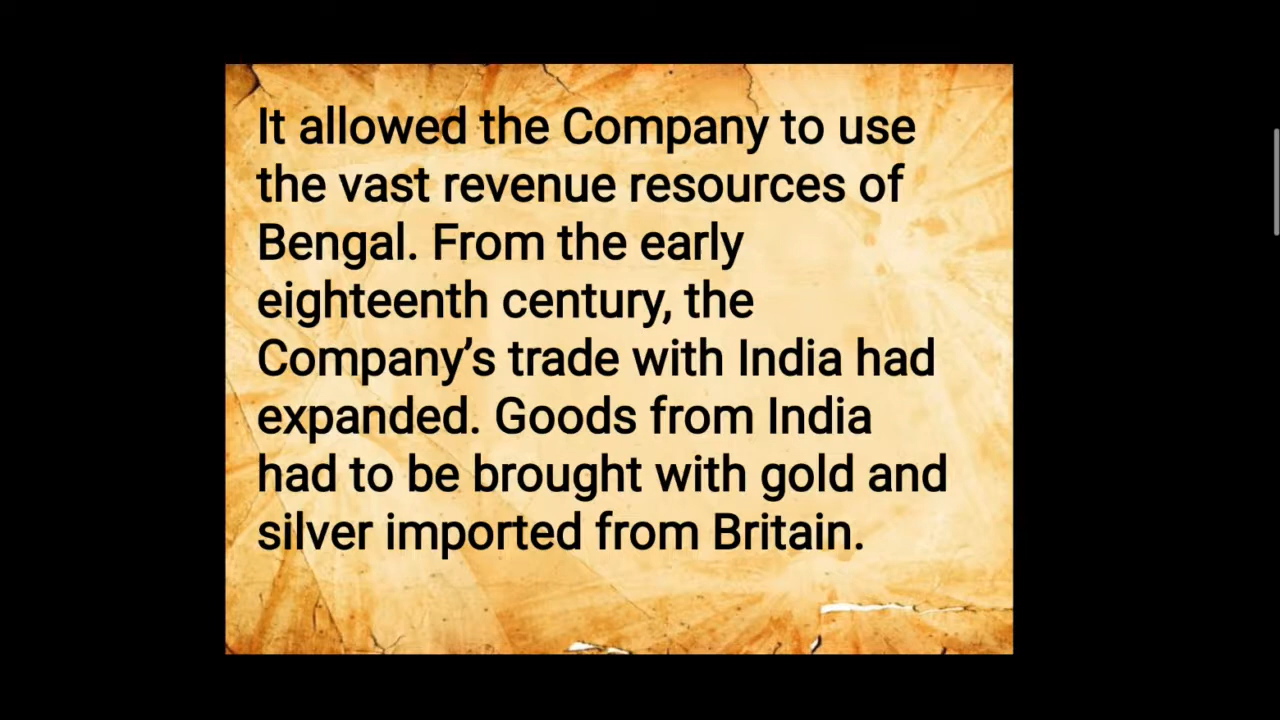 It allowed the Company to use
the vast revenue resources of
Bengal. From the early
eighteenth century, the
Company’s trade with India had
expanded. Goods from India
had to be brought with gold and
silver imported from Britain.